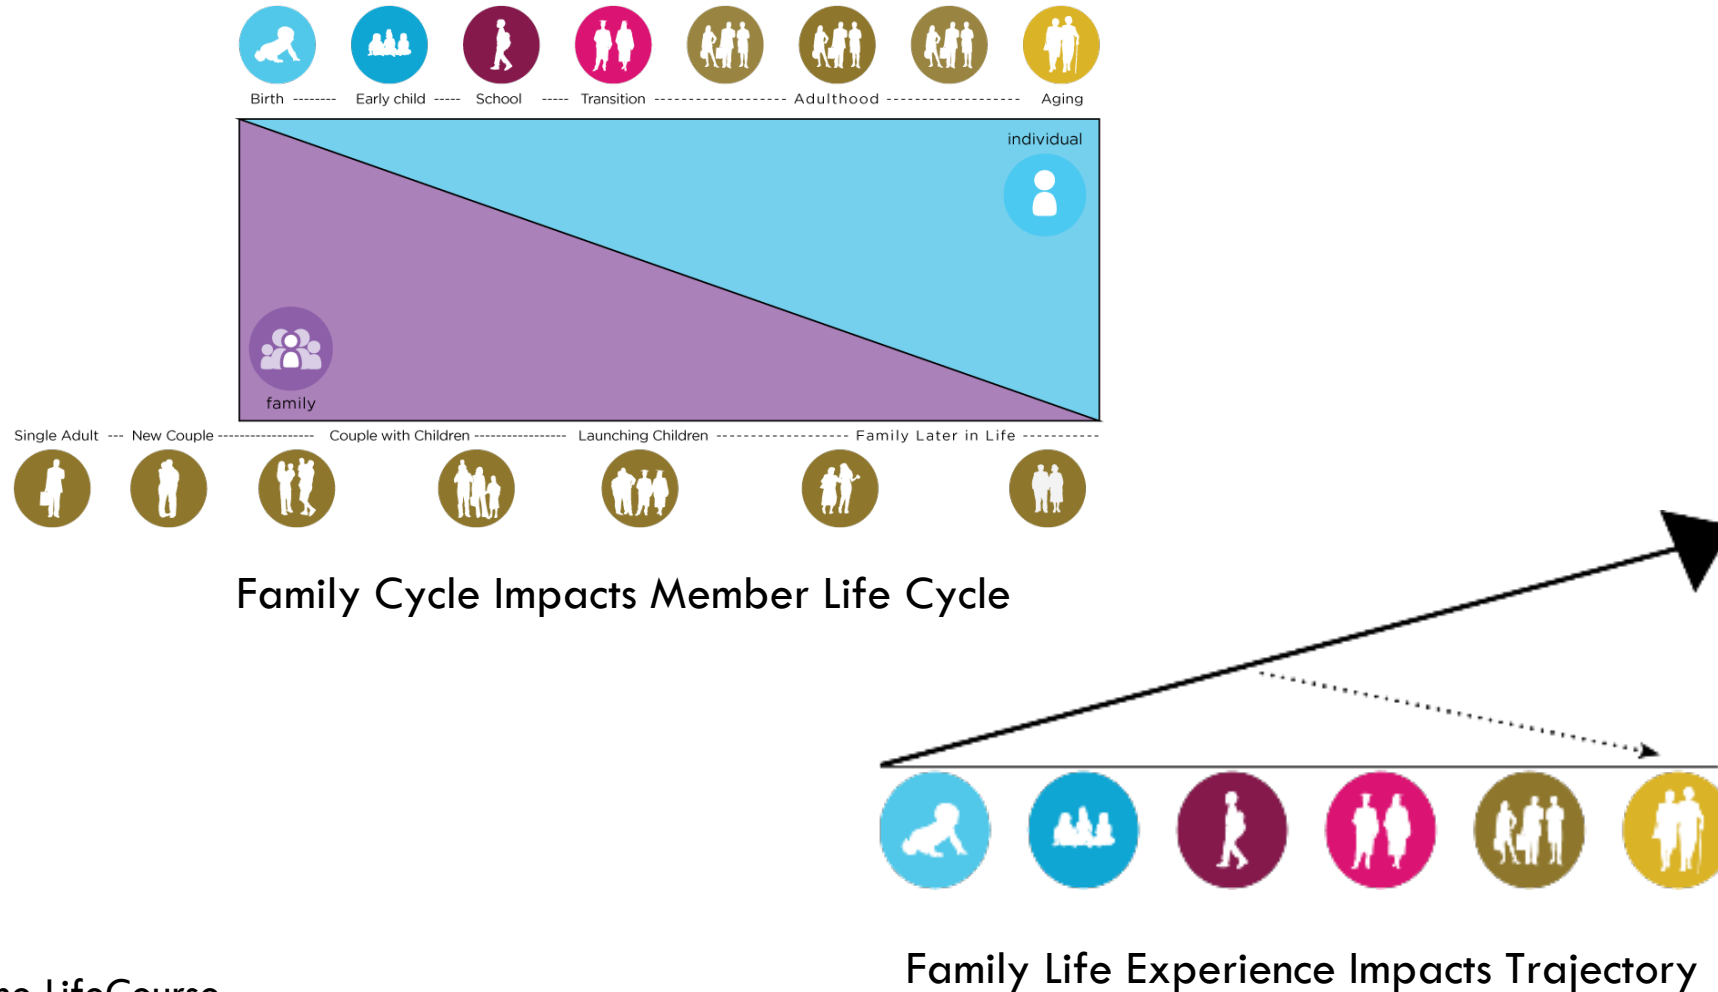 Birth -------- Early child ----- School ----- Transition ------------------ Adulthood ------------------ Aging
individual
family
Single Adult --- New Couple ----------------- Couple with Children ---------------- Launching Children ------------------ Family Later in Life ----------
Family Cycle Impacts Member Life Cycle
Family Life Experience Impacts Trajectory
LifeCourse